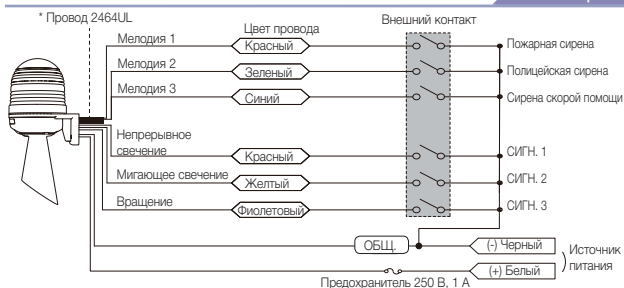 * Провод 2464UL
Цвет провода
Внешний контакт
Мелодия 1
Красный
Пожарная сирена
Мелодия 2
Зеленый
Полицейская сирена
Мелодия 3
Синий
Сирена скорой помощи
Непрерывное
свечение
Красный
СИГН. 1
Мигающее свечение
Желтый
СИГН. 2
Вращение
Фиолетовый
СИГН. 3
ОБЩ.
(-) Черный
Источник
питания
(+) Белый
Предохранитель 250 В, 1 А